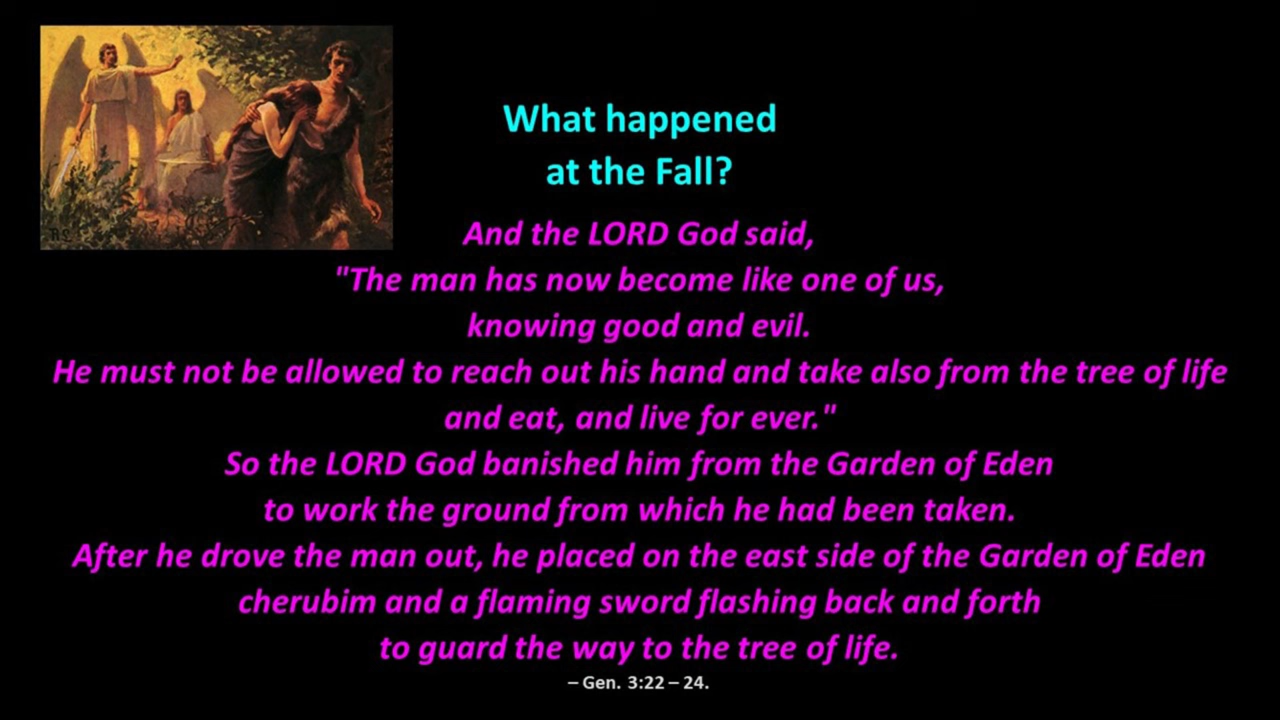 What happened
at the Fall?
And the LORD God said,
"The man has now become like one of us,
knowing good and evil.
He must not be allowed to reach out his hand and take also from the tree of life
and eat, and live for ever."
So the LORD God banished him from the Garden of Eden
to work the ground from which he had been taken.
After he drove the man out, he placed on the east side of the Garden of Eden
cherubim and a flaming sword flashing back and forth
to guard the way to the tree of life.
– Gen. 3:22 – 24.